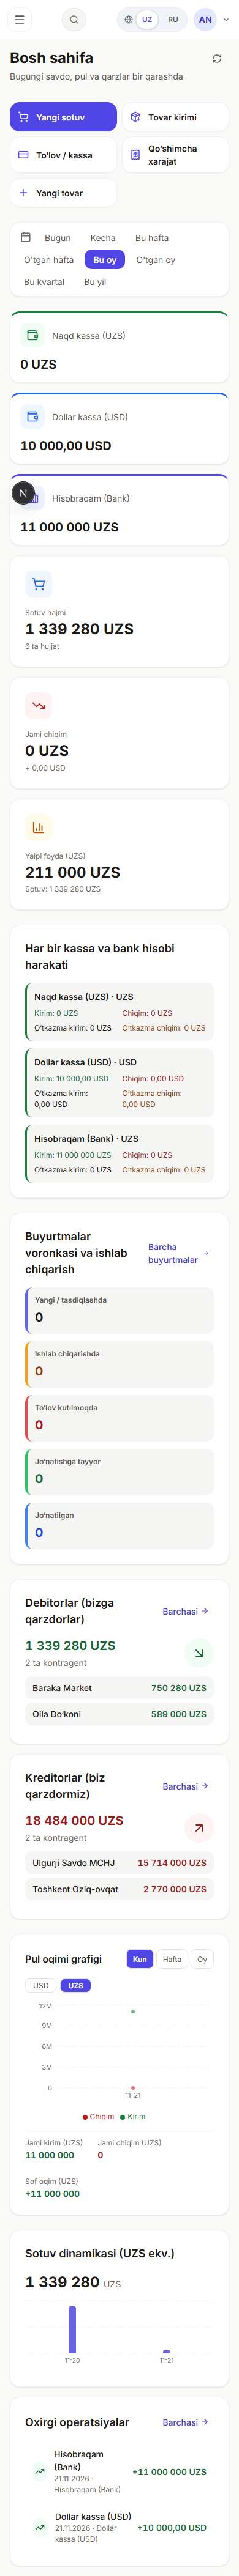 UZ RU AN
Bosh sahifa
Bugungi savdo, pul va qarzlar bir qarashda
Yangi sotuv
Tovar kirimi
To'lov / kassa
Qo'shimcha
xarajat
Yangi tovar
Bugun Kecha Bu hafta
O'tgan hafta Bu oy O'tgan oy
Bu kvartal Bu yil
Naqd kassa (UZS)
0 UZS
Dollar kassa (USD)
10 000,00 USD
N
Hisobraqam (Bank)
11 000 000 UZS
Sotuv hajmi
1 339 280 UZS
6 ta hujjat
Jami chiqim
0 UZS
+ 0,00 USD
Yalpi foyda (UZS)
211 000 UZS
Sotuv: 1 339 280 UZS
Har bir kassa va bank hisobi
harakati
Naqd kassa (UZS) · UZS
Kirim: 0 UZS Chiqim: 0 UZS
O'tkazma kirim: 0 UZS O'tkazma chiqim: 0 UZS
Dollar kassa (USD) · USD
Kirim: 10 000,00 USD Chiqim: 0,00 USD
O'tkazma kirim: O'tkazma chiqim:
0,00 USD 0,00 USD
Hisobraqam (Bank) · UZS
Kirim: 11 000 000 UZS Chiqim: 0 UZS
O'tkazma kirim: 0 UZS O'tkazma chiqim: 0 UZS
Buyurtmalar
voronkasi va ishlab
chiqarish
Barcha
buyurtmalar →
Yangi / tasdiqlashda
0
Ishlab chiqarishda
0
To'lov kutilmoqda
0
Jo'natishga tayyor
0
Jo'natilgan
0
Debitorlar (bizga
qarzdorlar)
Barchasi →
1 339 280 UZS
2 ta kontragent
Baraka Market 750 280 UZS
Oila Do'koni 589 000 UZS
Kreditorlar (biz
qarzdormiz)
Barchasi →
18 484 000 UZS
2 ta kontragent
Ulgurji Savdo MCHJ 15 714 000 UZS
Toshkent Oziq-ovqat 2 770 000 UZS
Pul oqimi grafigi
Kun Hafta Oy
USD UZS
12M
9M
6M
3M
0
11-21
Chiqim Kirim
Jami kirim (UZS) Jami chiqim (UZS)
11 000 000 0
Sof oqim (UZS)
+11 000 000
Sotuv dinamikasi (UZS ekv.)
1 339 280 UZS
11-20 11-21
Oxirgi operatsiyalar Barchasi →
Hisobraqam
(Bank)
21.11.2026 ·
Hisobraqam (Bank)
+11 000 000 UZS
Dollar kassa (USD)
21.11.2026 · Dollar
kassa (USD)
+10 000,00 USD